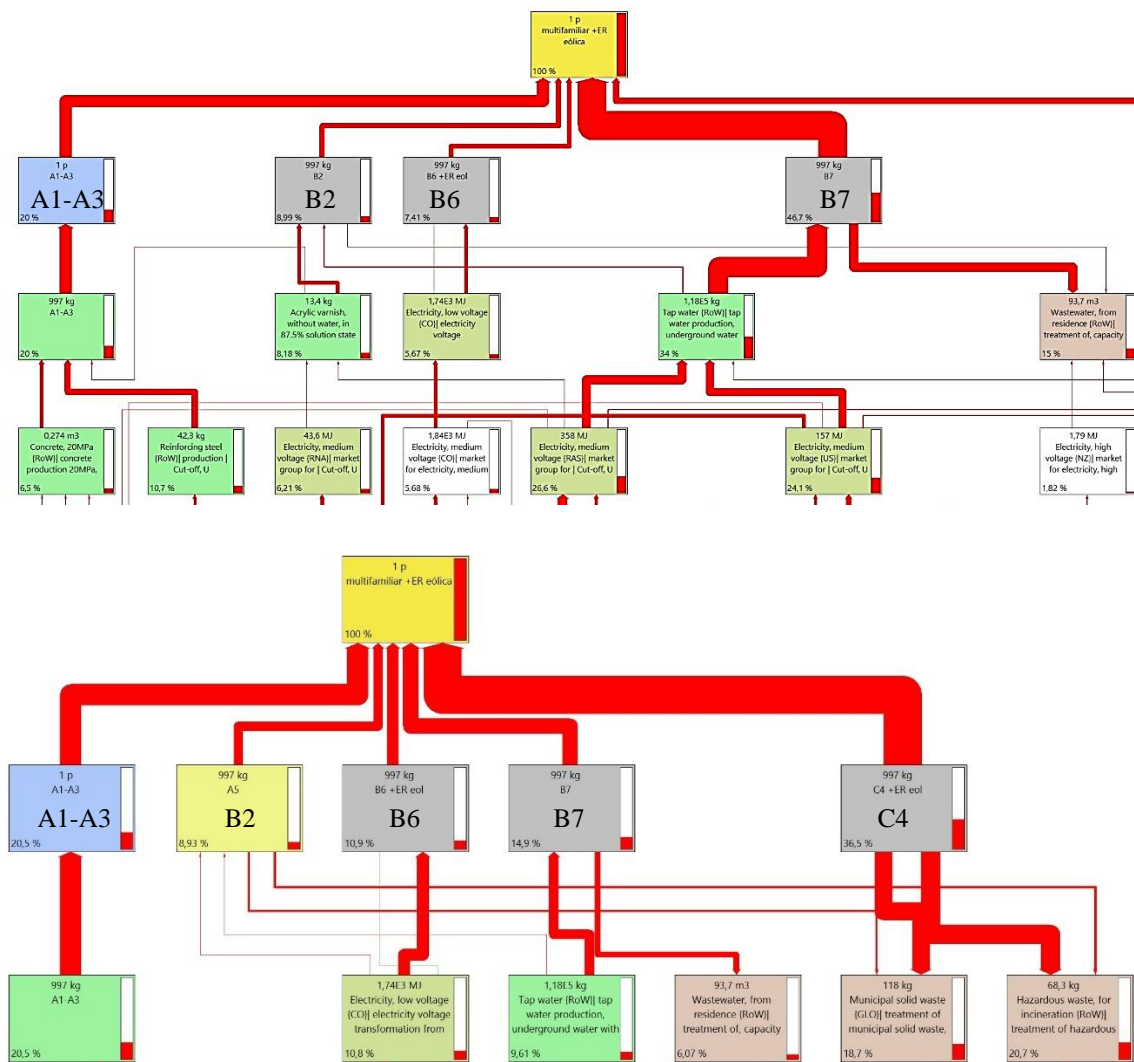 1 p
multifamiliar +ER
eólica
100 %
1 p
A1-A3
A1-A3
20 %
997 kg
B2
B2
8,99 %
997 kg
B6 +ER eol
B6
7,41 %
997 kg
B7
B7
46,7 %
997 kg
A1-A3
20 %
13,4 kg
Acrylic varnish,
without water, in
87.5% solution state
8,18 %
1,74E3 MJ
Electricity, low voltage
{CO}| electricity
voltage
5,67 %
1,18E5 kg
Tap water {RoW}| tap
water production,
underground water
34 %
93,7 m3
Wastewater, from
residence {RoW}|
treatment of, capacity
15 %
0,274 m3
Concrete, 20MPa
{RoW}| concrete
production 20MPa,
6,5 %
42,3 kg
Reinforcing steel
{RoW}| production |
Cut-off, U
10,7 %
43,6 MJ
Electricity, medium
voltage {RNA}| market
group for | Cut-off, U
6,21 %
1,84E3 MJ
Electricity, medium
voltage {CO}| market
for electricity, medium
5,68 %
358 MJ
Electricity, medium
voltage {RAS}| market
group for | Cut-off, U
26,6 %
157 MJ
Electricity, medium
voltage {US}| market
group for | Cut-off, U
24,1 %
1,79 MJ
Electricity, high
voltage {NZ}| market
for electricity, high
1,82 %
1 p
multifamiliar +ER eólica
100 %
1 p
A1-A3
A1-A3
20,5 %
997 kg
A5
B2
8,93 %
997 kg
B6 +ER eol
B6
10,9 %
997 kg
B7
B7
14,9 %
997 kg
C4 +ER eol
C4
36,5 %
997 kg
A1-A3
20,5 %
1,74E3 MJ
Electricity, low voltage
{CO}| electricity voltage
transformation from
10,8 %
1,18E5 kg
Tap water {RoW}| tap
water production,
underground water with
9,61 %
93,7 m3
Wastewater, from
residence {RoW}|
treatment of, capacity
6,07 %
118 kg
Municipal solid waste
{GLO}| treatment of
municipal solid waste,
18,7 %
68,3 kg
Hazardous waste, for
incineration {RoW}|
treatment of hazardous
20,7 %